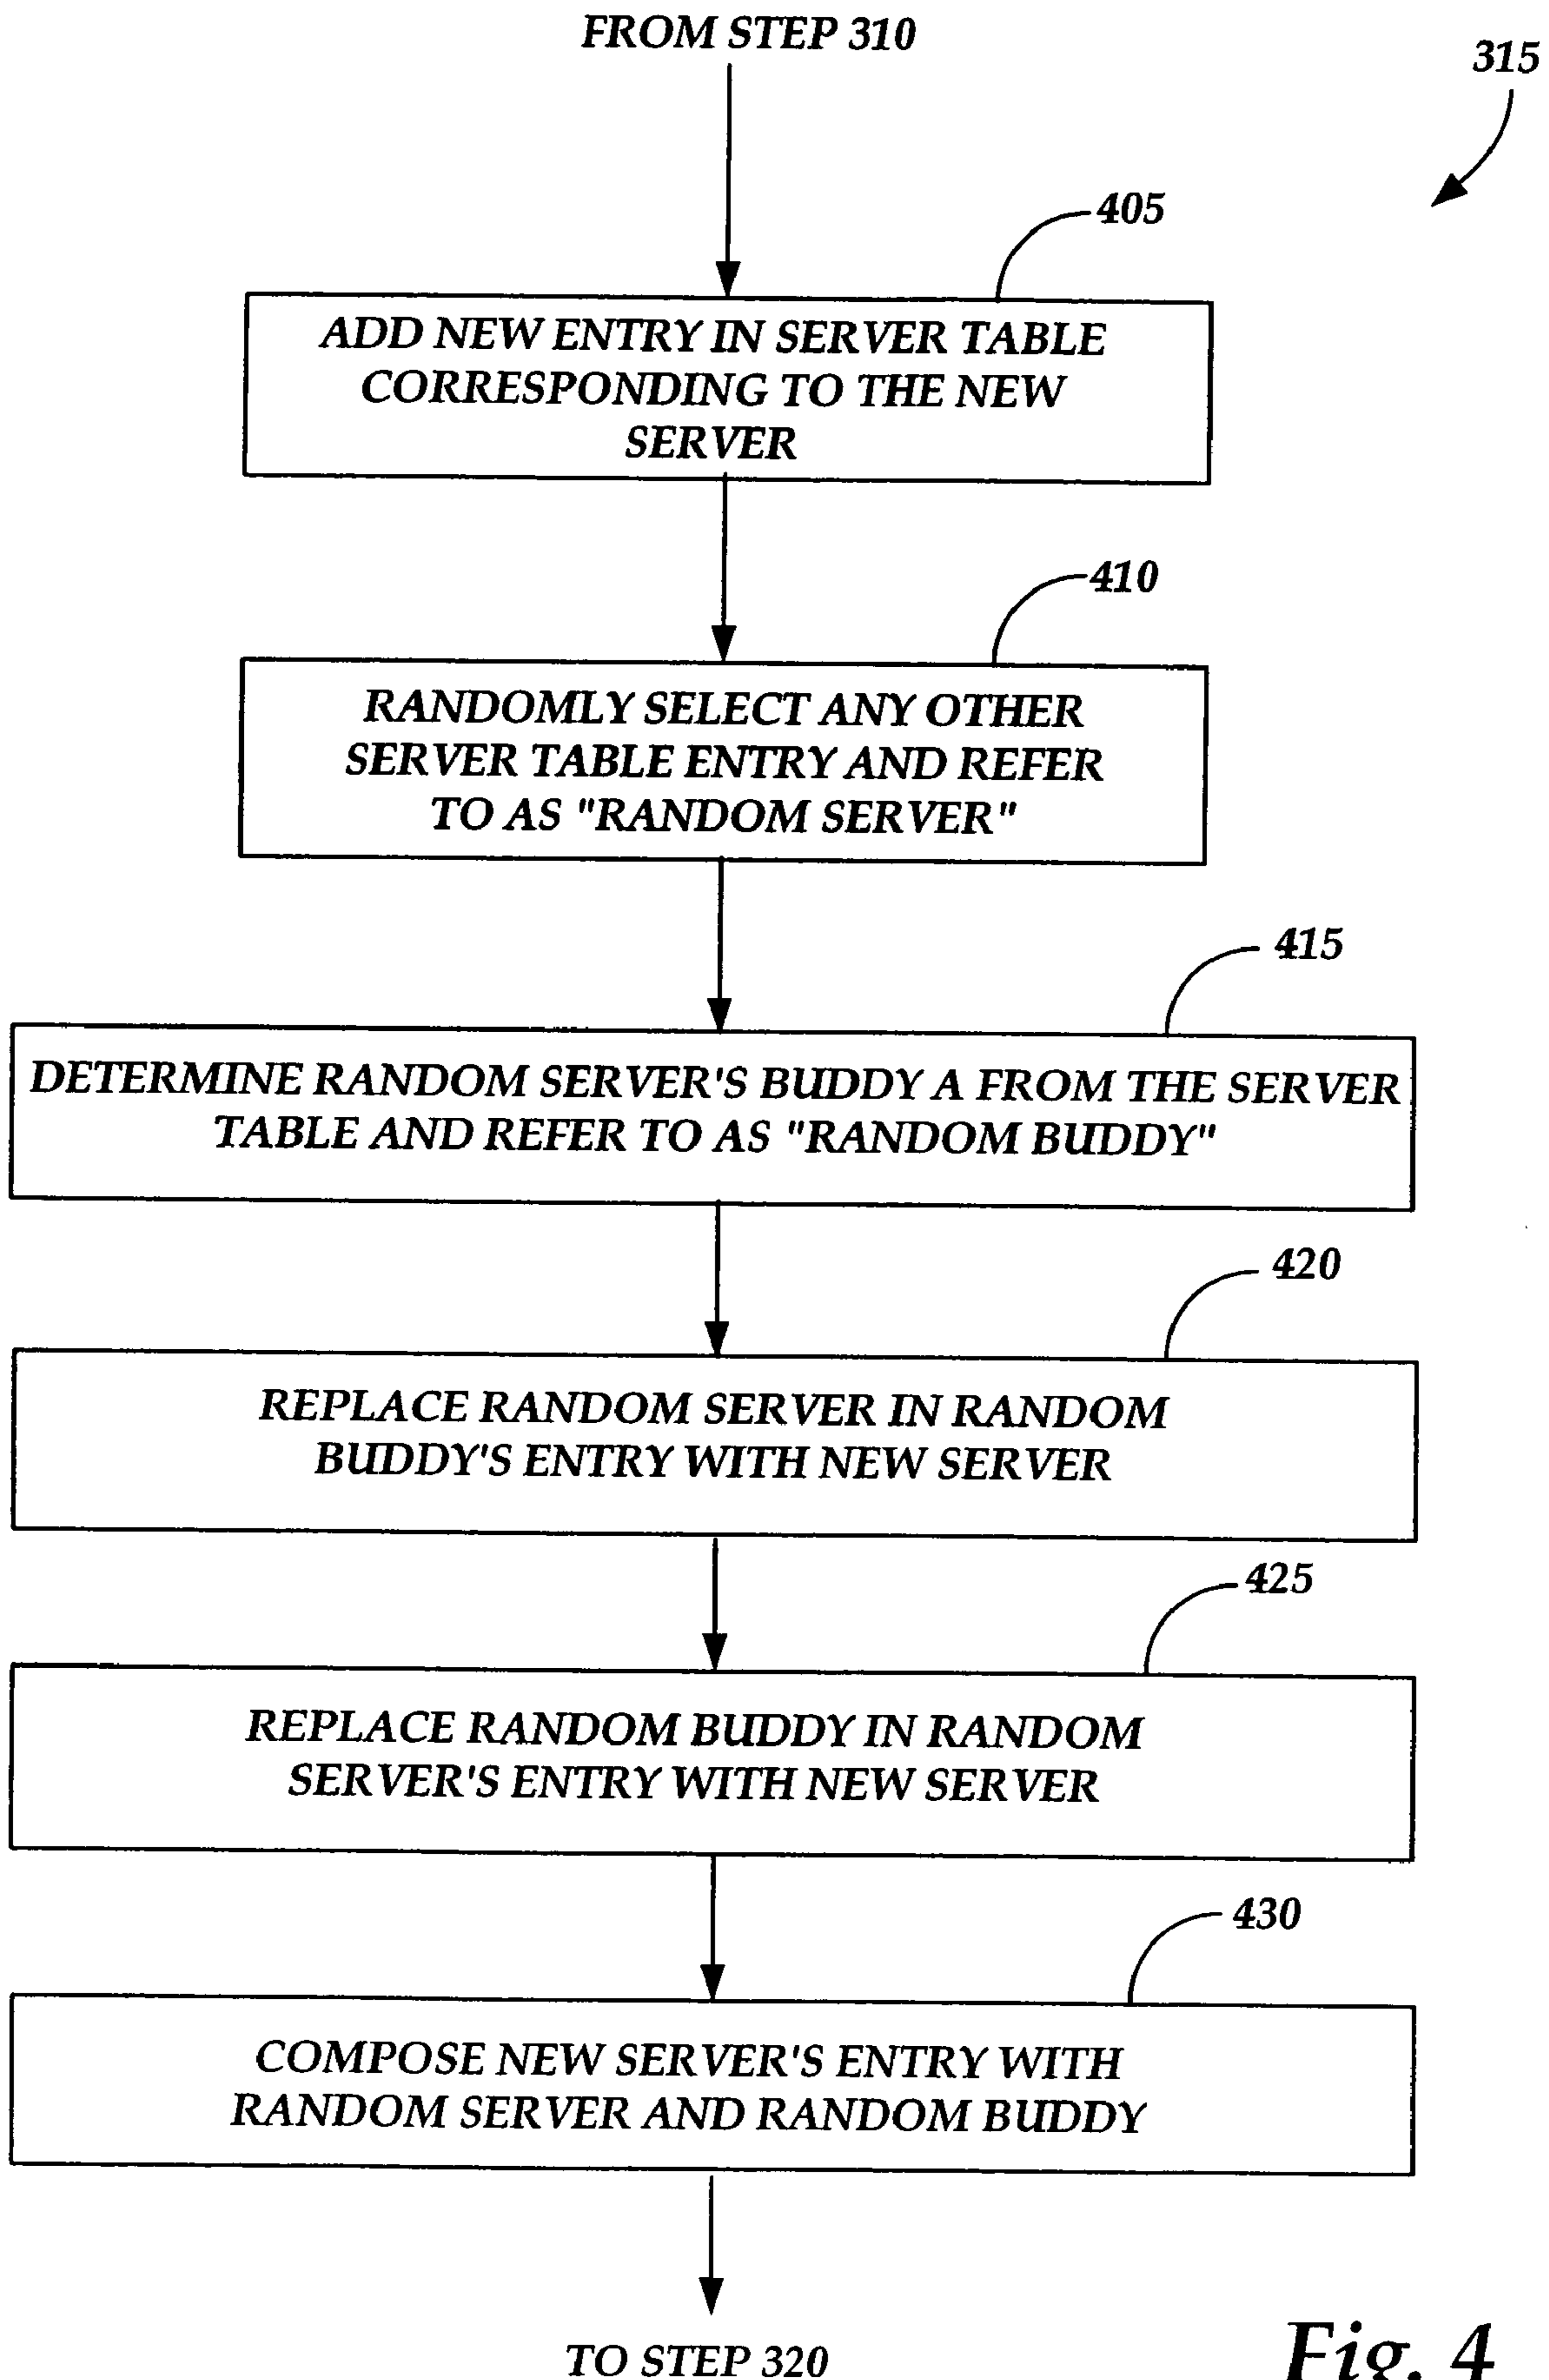 FROM STEP 310
315
405
ADD NEW ENTRY IN SERVER TABLE
CORRESPONDING TO THE NEW
SERVER
410
RANDOMLY SELECT ANY OTHER
SERVER TABLE ENTRY AND REFER
TO AS "RANDOM SERVER"
415
DETERMINE RANDOM SERVER'S BUDDY A FROM THE SERVER
TABLE AND REFER TO AS "RANDOM BUDDY"
420
REPLACE RANDOM SERVER IN RANDOM
BUDDY'S ENTRY WITH NEW SERVER
425
REPLACE RANDOM BUDDY IN RANDOM
SERVER'S ENTRY WITH NEW SERVER
430
COMPOSE NEW SERVER'S ENTRY WITH
RANDOM SERVER AND RANDOM BUDDY
TO STEP 320
Fig. 4